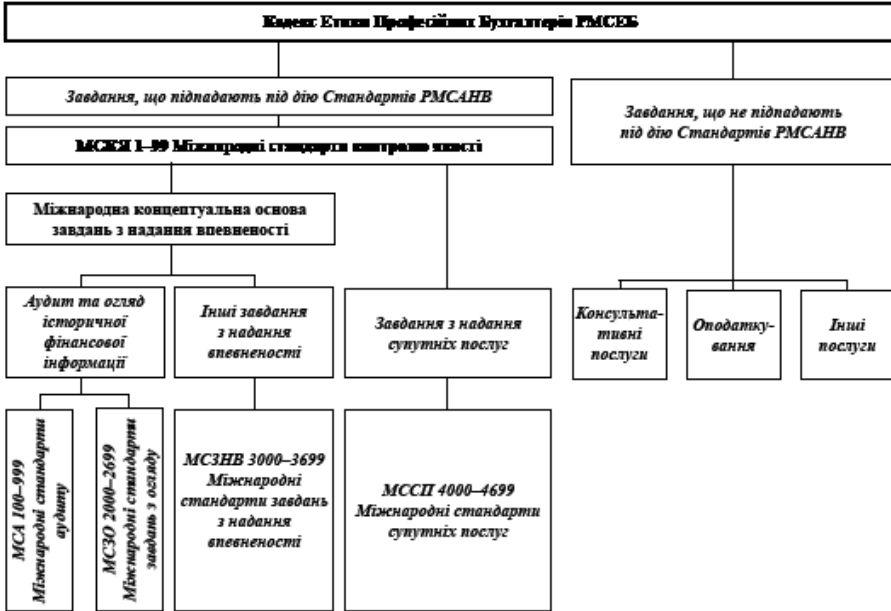 Кодекс Етики Професійних Бухгалтерів РМСЕБ
Завдання, що підпадають під дію Стандартів РМСАНВ
Завдання, що не підпадають
під дію Стандартів РМСАНВ
МСКЯ 1–99 Міжнародні стандарти контролю якості
Міжнародна концептуальна основа
завдань з надання впевненості
Аудит та огляд
історичної
фінансової
інформації
Інші завдання
з надання
впевненості
Завдання з надання
супутніх послуг
Консульта-
тивні
послуги
Оподатку-
вання
Інші
послуги
МСА 100–999
Міжнародні стандарти
аудиту
МСЗО 2000–2699
Міжнародні стандарти
завдань з огляду
МСЗНВ 3000–3699
Міжнародні
стандарти завдань
з надання
впевненості
МССП 4000–4699
Міжнародні стандарти
супутніх послуг